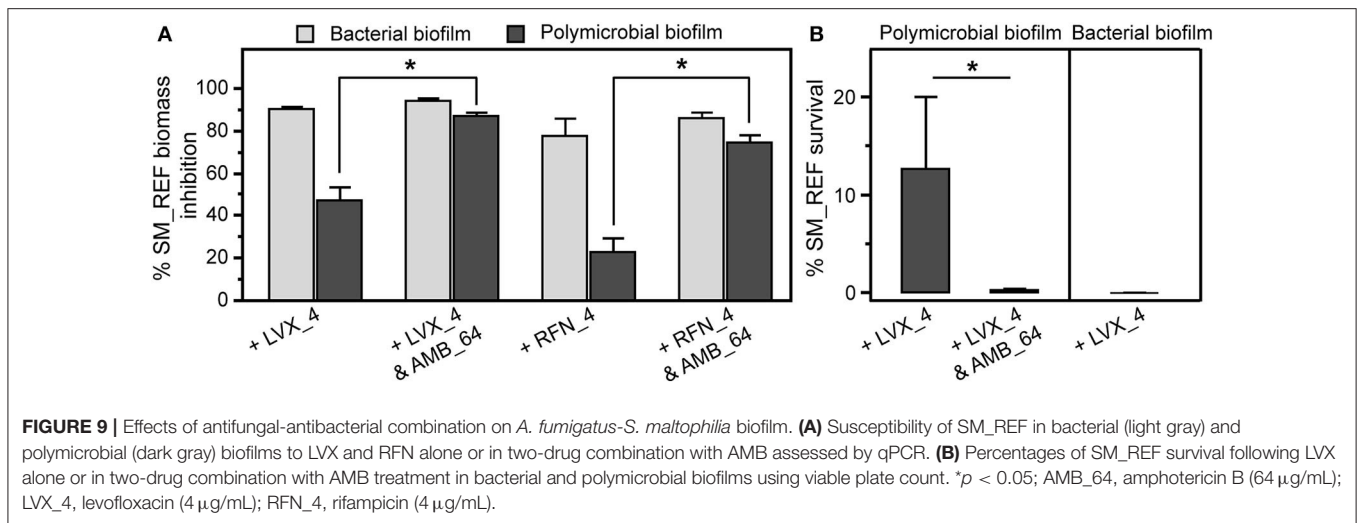 A
Bacterial biofilm
Polymicrobial biofilm
*
*
% SM_REF biomass
inhibition
100
80
60
40
20
0
+ LVX_4
+ LVX_4
& AMB_64
+ RFN_4
+ RFN_4
& AMB_64
B
Polymicrobial biofilm
Bacterial biofilm
*
% SM_REF survival
20
10
0
+ LVX_4
+ LVX_4
& AMB_64
+ LVX_4
FIGURE 9 | Effects of antifungal-antibacterial combination on A. fumigatus-S. maltophilia biofilm. (A) Susceptibility of SM_REF in bacterial (light gray) and
polymicrobial (dark gray) biofilms to LVX and RFN alone or in two-drug combination with AMB assessed by qPCR. (B) Percentages of SM_REF survival following LVX
alone or in two-drug combination with AMB treatment in bacterial and polymicrobial biofilms using viable plate count. *p < 0.05; AMB_64, amphotericin B (64 µg/mL);
LVX_4, levofloxacin (4 µg/mL); RFN_4, rifampicin (4 µg/mL).